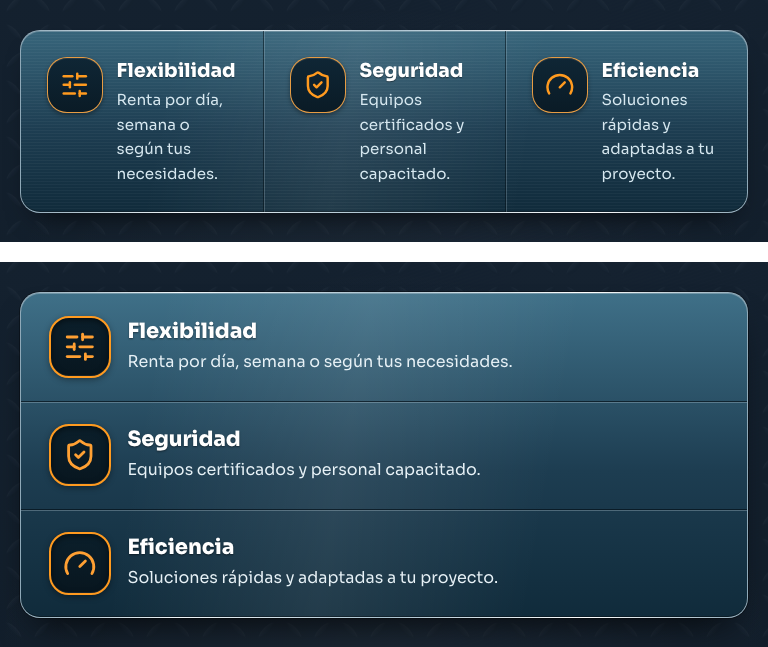 Flexibilidad
Renta por día,
semana o
según tus
necesidades.
Seguridad
Equipos
certificados y
personal
capacitado.
Eficiencia
Soluciones
rápidas y
adaptadas a tu
proyecto.
Flexibilidad
Renta por día, semana o según tus necesidades.
Seguridad
Equipos certificados y personal capacitado.
Eficiencia
Soluciones rápidas y adaptadas a tu proyecto.